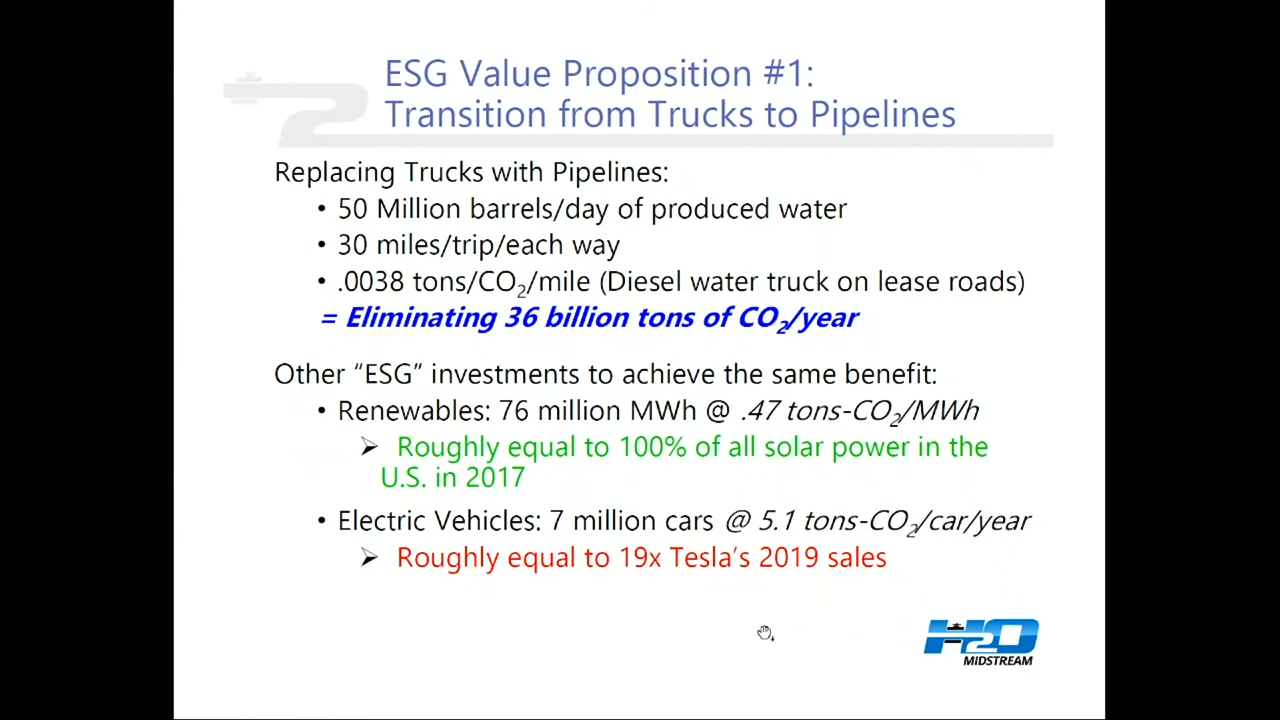 ESG Value Proposition #1:
Transition from Trucks to Pipelines
Replacing Trucks with Pipelines:
• 50 Million barrels/day of produced water
• 30 miles/trip/each way
• .0038 tons/CO₂/mile (Diesel water truck on lease roads)
= Eliminating 36 billion tons of CO₂/year
Other “ESG” investments to achieve the same benefit:
• Renewables: 76 million MWh @ .47 tons-CO₂/MWh
➢ Roughly equal to 100% of all solar power in the
U.S. in 2017
• Electric Vehicles: 7 million cars @ 5.1 tons-CO₂/car/year
➢ Roughly equal to 19x Tesla’s 2019 sales
H2O
MIDSTREAM